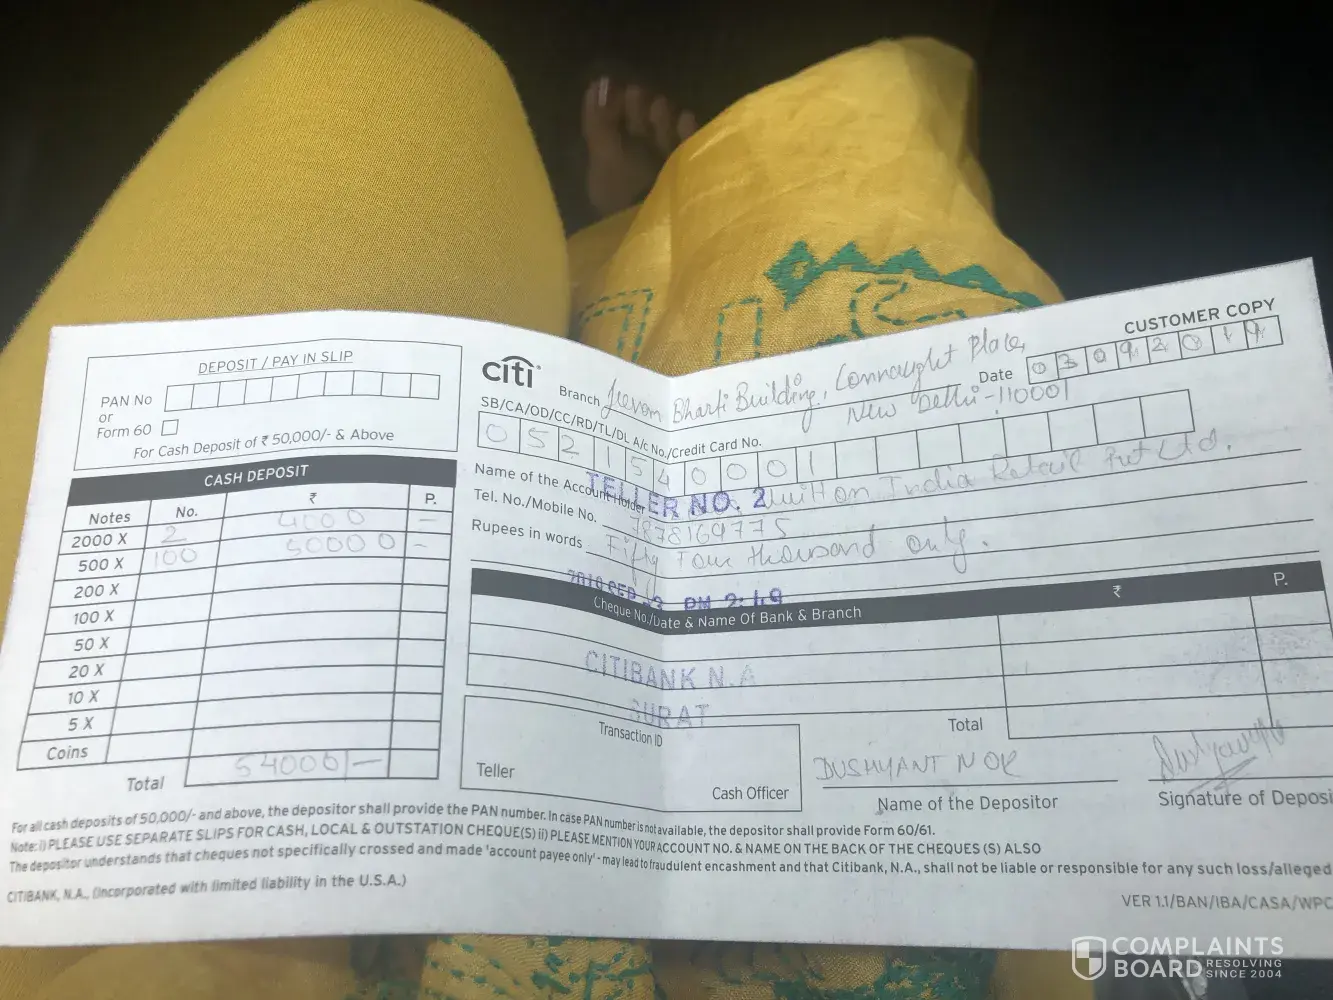 CUSTOMER COPY
DEPOSIT / PAY IN SLIP
PAN No
or
Form 60
For Cash Deposit of ₹ 50,000/- & Above
citi
Branch Jeevan Bharti Building, Connaught Place,
New Delhi-110001
Date 03092019
SB/CA/OD/CC/RD/TL/DL A/c No./Credit Card No.
0521540001
Name of the Account Holder India Retail Pvt Ltd.
TELLER NO. 2
Tel. No./Mobile No. 7878169775
Rupees in words Fifty Four thousand only.
CASH DEPOSIT
Notes No. ₹ P.
2000 X 2 4000 —
500 X 100 50000 —
200 X
100 X
50 X
20 X
10 X
5 X
Coins
Total 54000 —
PM 2:49
Cheque No./Date & Name Of Bank & Branch ₹ P.
CITIBANK N.A
SURAT
Total
Transaction ID
Teller
Cash Officer
DUSHYANT
Name of the Depositor
Signature of Deposi
For all cash deposits of 50,000/- and above, the depositor shall provide the PAN number. In case PAN number is not available, the depositor shall provide Form 60/61.
Note: i) PLEASE USE SEPARATE SLIPS FOR CASH, LOCAL & OUTSTATION CHEQUE(S) ii) PLEASE MENTION YOUR ACCOUNT NO. & NAME ON THE BACK OF THE CHEQUES (S) ALSO
The depositor understands that cheques not specifically crossed and made 'account payee only' - may lead to fraudulent encashment and that Citibank, N.A., shall not be liable or responsible for any such loss/alleged
CITIBANK, N.A., (Incorporated with limited liability in the U.S.A.)
VER 1.1/BAN/IBA/CASA/WPC
COMPLAINTS
BOARD RESOLVING
SINCE 2004